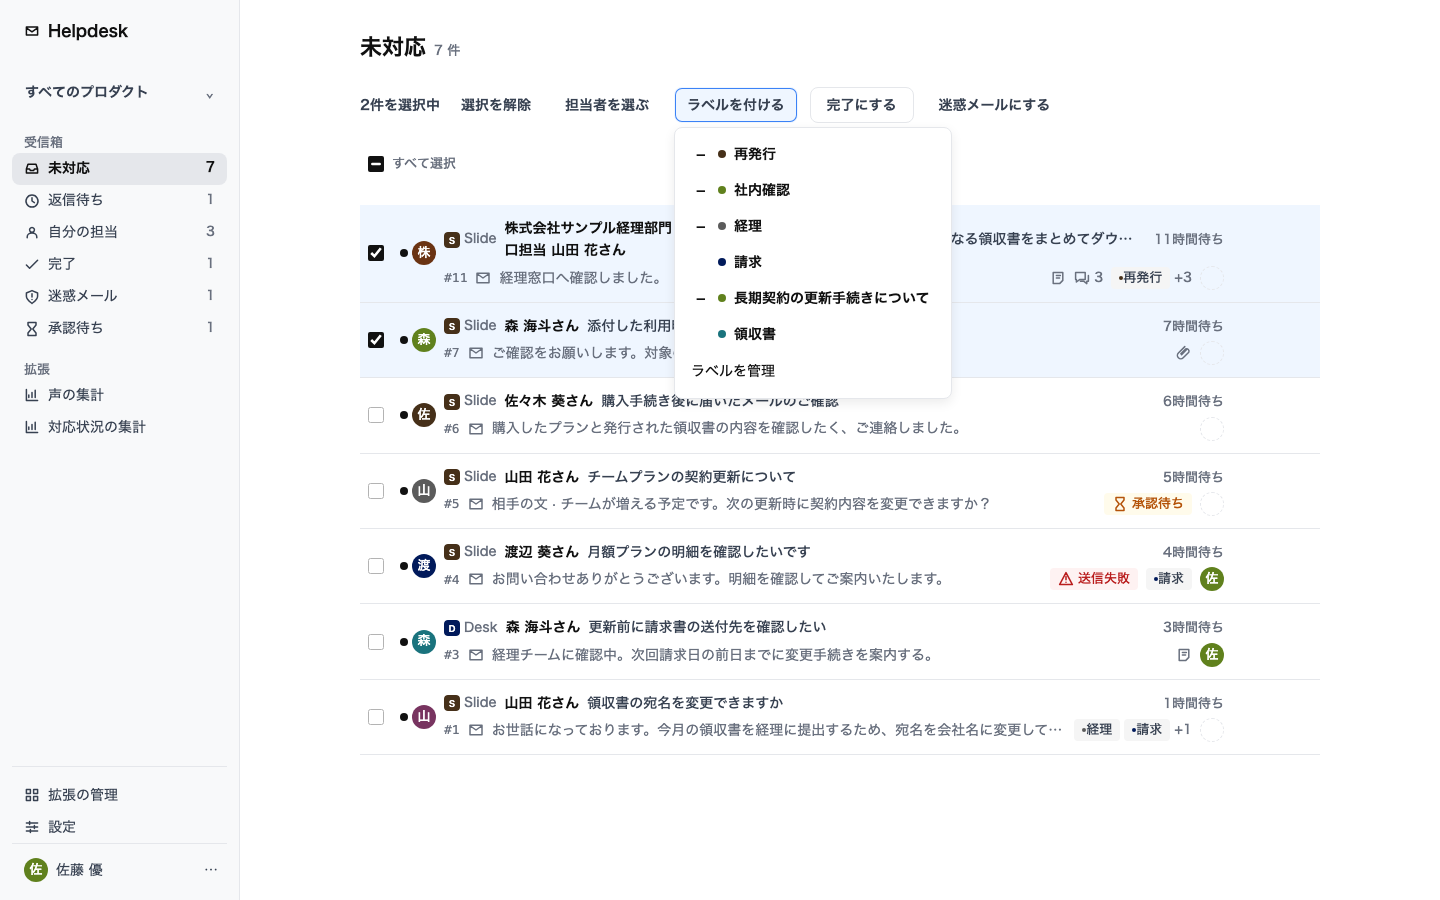 Helpdesk
すべてのプロダクト
受信箱
未対応 7
返信待ち 1
自分の担当 3
完了 1
迷惑メール 1
承認待ち 1
拡張
声の集計
対応状況の集計
拡張の管理
設定
佐 佐藤 優 …
未対応 7 件
2件を選択中 選択を解除 担当者を選ぶ ラベルを付ける 完了にする 迷惑メールにする
再発行
社内確認
経理
請求
長期契約の更新手続きについて
領収書
ラベルを管理
すべて選択
株 S Slide 株式会社サンプル経理部門
口担当 山田 花さん
なる領収書をまとめてダウ… 11時間待ち
#11 経理窓口へ確認しました。 3 •再発行 +3
森 S Slide 森 海斗さん 添付した利用 7時間待ち
#7 ご確認をお願いします。対象
佐 S Slide 佐々木 葵さん 購入手続き後に届いたメールのご確認 6時間待ち
#6 購入したプランと発行された領収書の内容を確認したく、ご連絡しました。
山 S Slide 山田 花さん チームプランの契約更新について 5時間待ち
#5 相手の文 · チームが増える予定です。次の更新時に契約内容を変更できますか？ 承認待ち
渡 S Slide 渡辺 葵さん 月額プランの明細を確認したいです 4時間待ち
#4 お問い合わせありがとうございます。明細を確認してご案内いたします。 送信失敗 •請求 佐
森 D Desk 森 海斗さん 更新前に請求書の送付先を確認したい 3時間待ち
#3 経理チームに確認中。次回請求日の前日までに変更手続きを案内する。 佐
山 S Slide 山田 花さん 領収書の宛名を変更できますか 1時間待ち
#1 お世話になっております。今月の領収書を経理に提出するため、宛名を会社名に変更して… •経理 •請求 +1